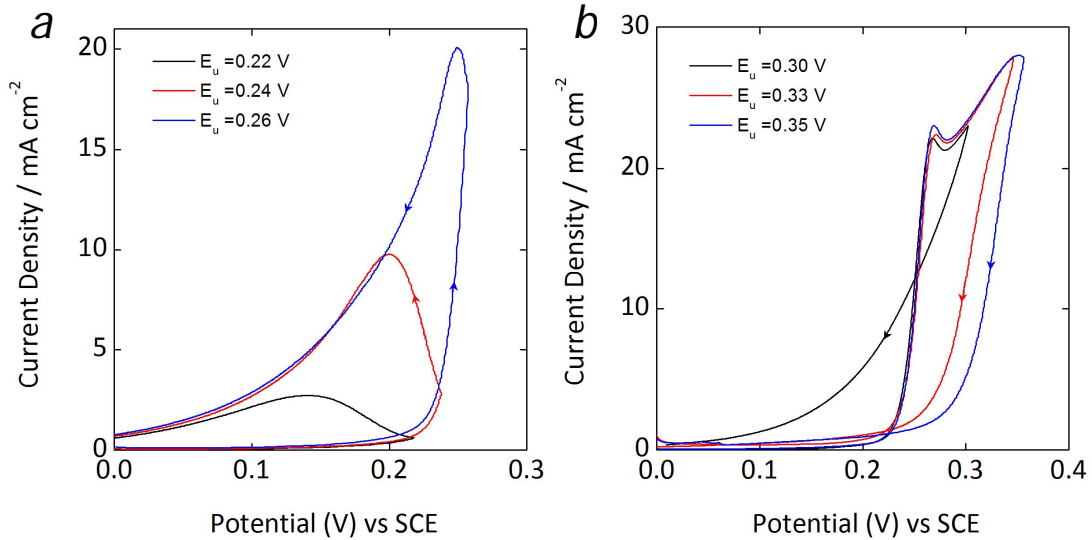 a
E_u =0.22 V
E_u =0.24 V
E_u =0.26 V
Current Density / mA cm⁻²
20
15
10
5
0
0.0
0.1
0.2
0.3
Potential (V) vs SCE
b
E_u =0.30 V
E_u =0.33 V
E_u =0.35 V
Current Density / mA cm⁻²
30
20
10
0
0.0
0.1
0.2
0.3
0.4
Potential (V) vs SCE